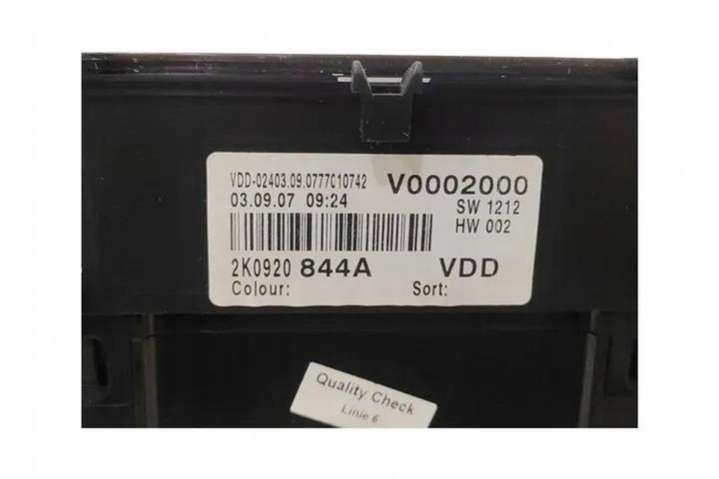 VDD-02403.09.0777C10742 V0002000
03.09.07 09:24 SW 1212
HW 002
2K0920 844A VDD
Colour: Sort:
Quality Check
Linie 6